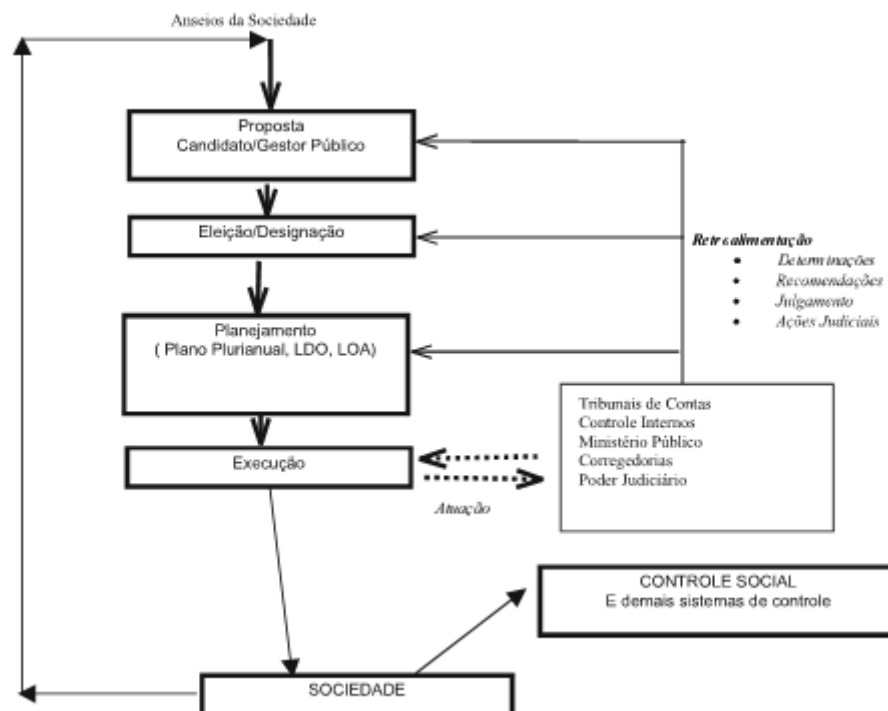 Anseios da Sociedade
Proposta
Candidato/Gestor Público
Eleição/Designação
Retroalimentação
• Determinações
• Recomendações
• Julgamento
• Ações Judiciais
Planejamento
( Plano Plurianual, LDO, LOA)
Tribunais de Contas
Controle Internos
Ministério Público
Corregedorias
Poder Judiciário
Execução
Atuação
CONTROLE SOCIAL
E demais sistemas de controle
SOCIEDADE